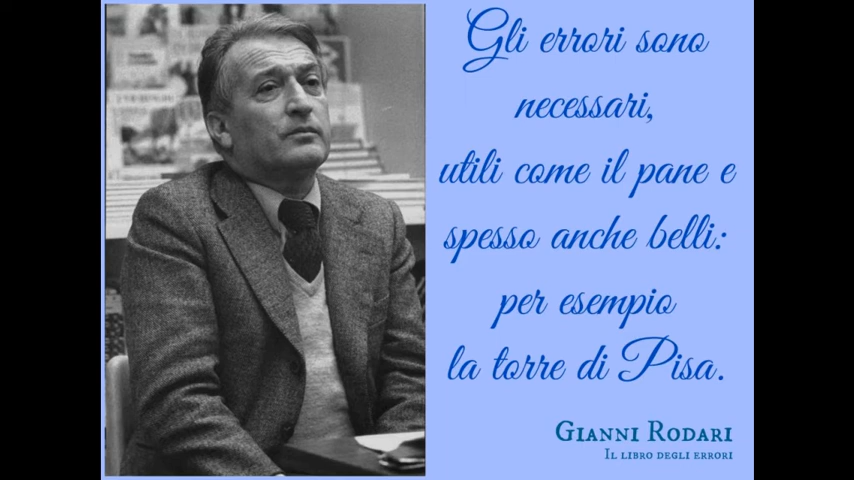 Gli errori sono
necessari,
utili come il pane e
spesso anche belli:
per esempio
la torre di Pisa.
Gianni Rodari
Il libro degli errori